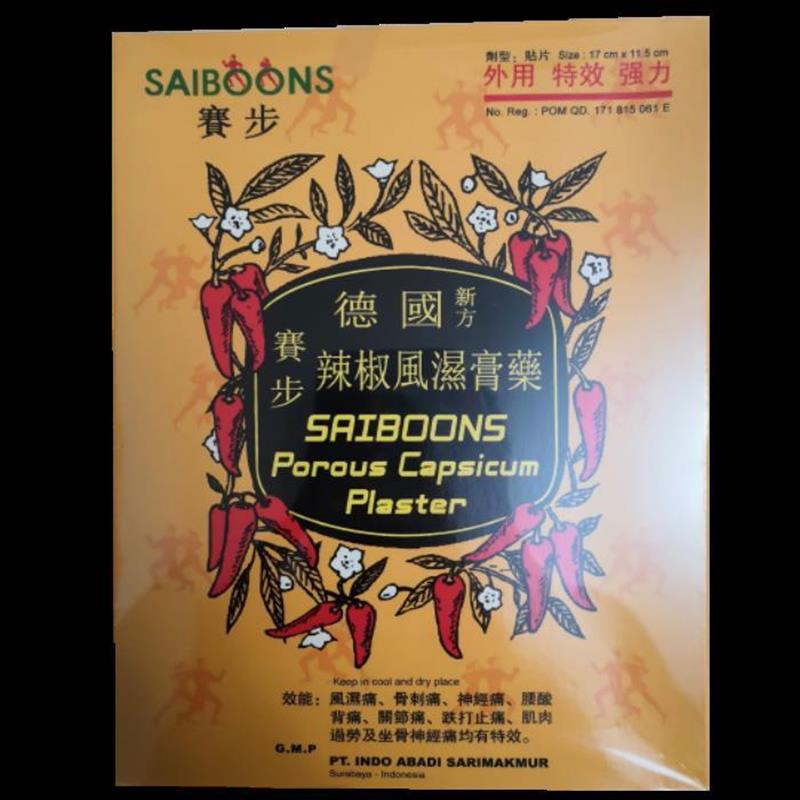 SAIBOONS
賽步
劑型：貼片 Size : 17 cm x 11.5 cm
外用 特效 强力
No. Reg. : POM QD. 171 815 061 E
德國新方
賽步
辣椒風濕膏藥
SAIBOONS
Porous Capsicum
Plaster
Keep in cool and dry place
效能：風濕痛、骨刺痛、神經痛、腰酸
背痛、關節痛、跌打止痛、肌肉
過勞及坐骨神經痛均有特效。
G.M.P
PT. INDO ABADI SARIMAKMUR
Surabaya - Indonesia